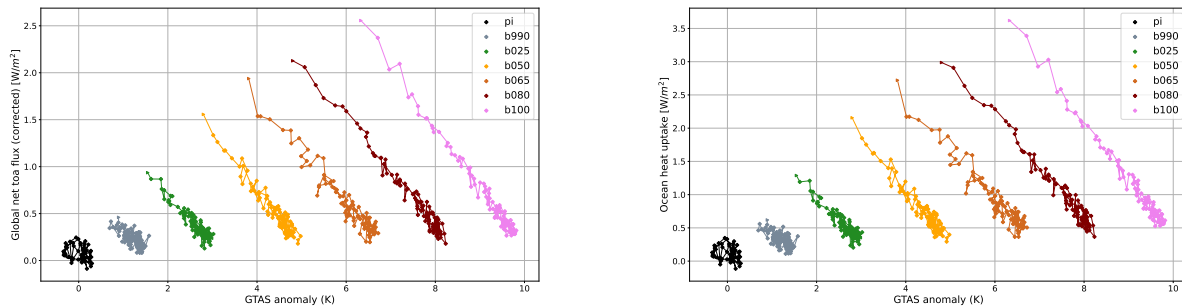 Global net toa flux (corrected) [W/m²]
2.5
2.0
1.5
1.0
0.5
0.0
0
2
4
6
8
10
GTAS anomaly (K)
pi
b990
b025
b050
b065
b080
b100
Ocean heat uptake [W/m²]
3.5
3.0
2.5
2.0
1.5
1.0
0.5
0.0
0
2
4
6
8
10
GTAS anomaly (K)
pi
b990
b025
b050
b065
b080
b100